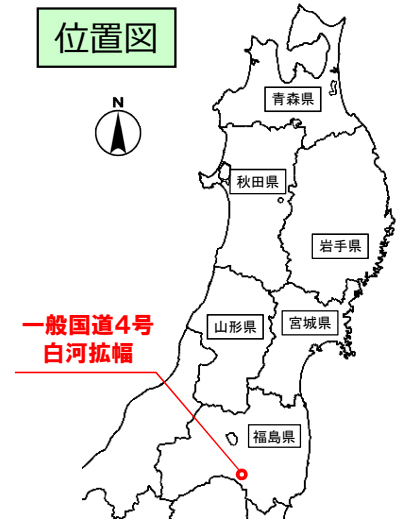 位置図
N
青森県
秋田県
岩手県
山形県
宮城県
一般国道4号
白河拡幅
福島県